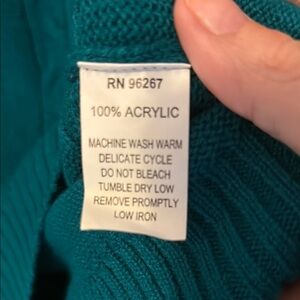 RN 96267
100% ACRYLIC
MACHINE WASH WARM
DELICATE CYCLE
DO NOT BLEACH
TUMBLE DRY LOW
REMOVE PROMPTLY
LOW IRON